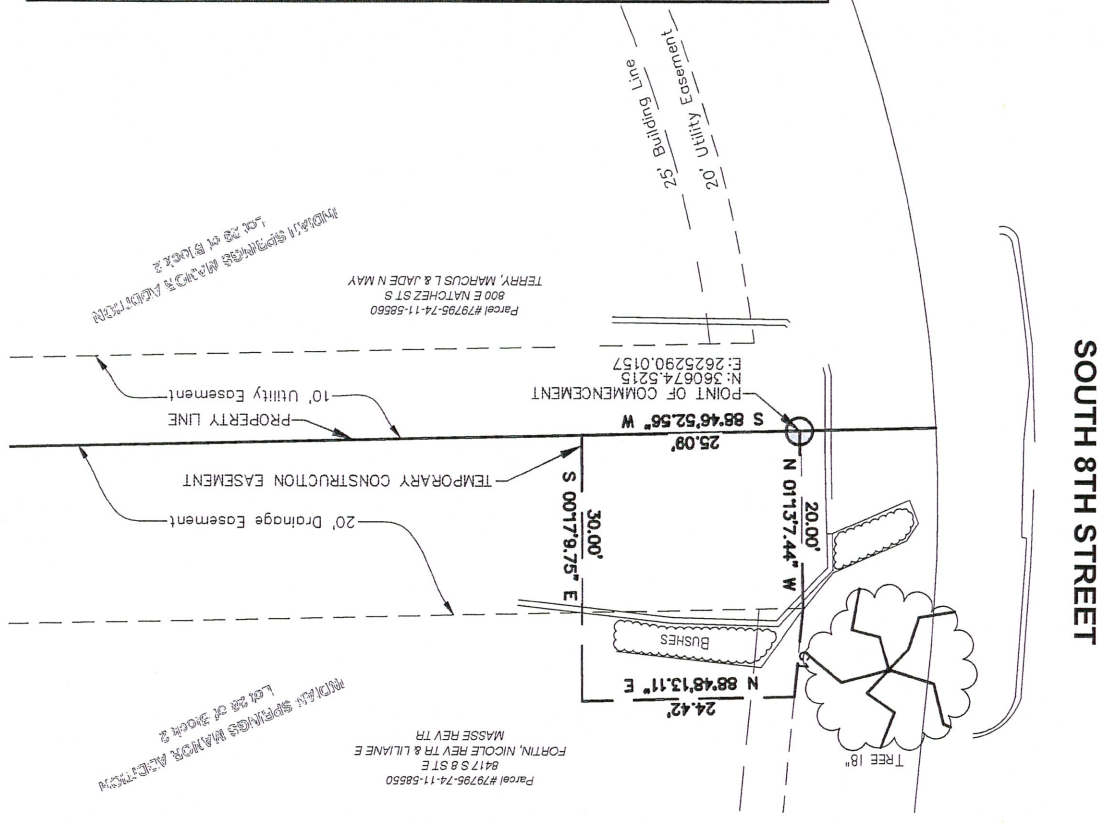 25' Building Line
20' Utility Easement
INDIAN SPRINGS MANOR ADDITION
Lot 29 of Block 2
Parcel #79795-74-11-58560
800 E NATCHEZ ST S
TERRY, MARCUS L & JADE N MAY
SOUTH 8TH STREET
10' Utility Easement
PROPERTY LINE
POINT OF COMMENCEMENT
N: 360674.5215
E: 2625290.0157
S 88°46'52.56" W
25.09'
TEMPORARY CONSTRUCTION EASEMENT
20' Drainage Easement
S 00°17'9.75" E
30.00'
N 01°13'7.44" W
20.00'
BUSHES
C1
N 88°48'13.11" E
24.42'
TREE 18"
INDIAN SPRINGS MANOR ADDITION
Lot 28 of Block 2
Parcel #79795-74-11-58550
8417 S 8 ST E
FORTIN, NICOLE REV TR & LILIANE E
MASSE REV TR